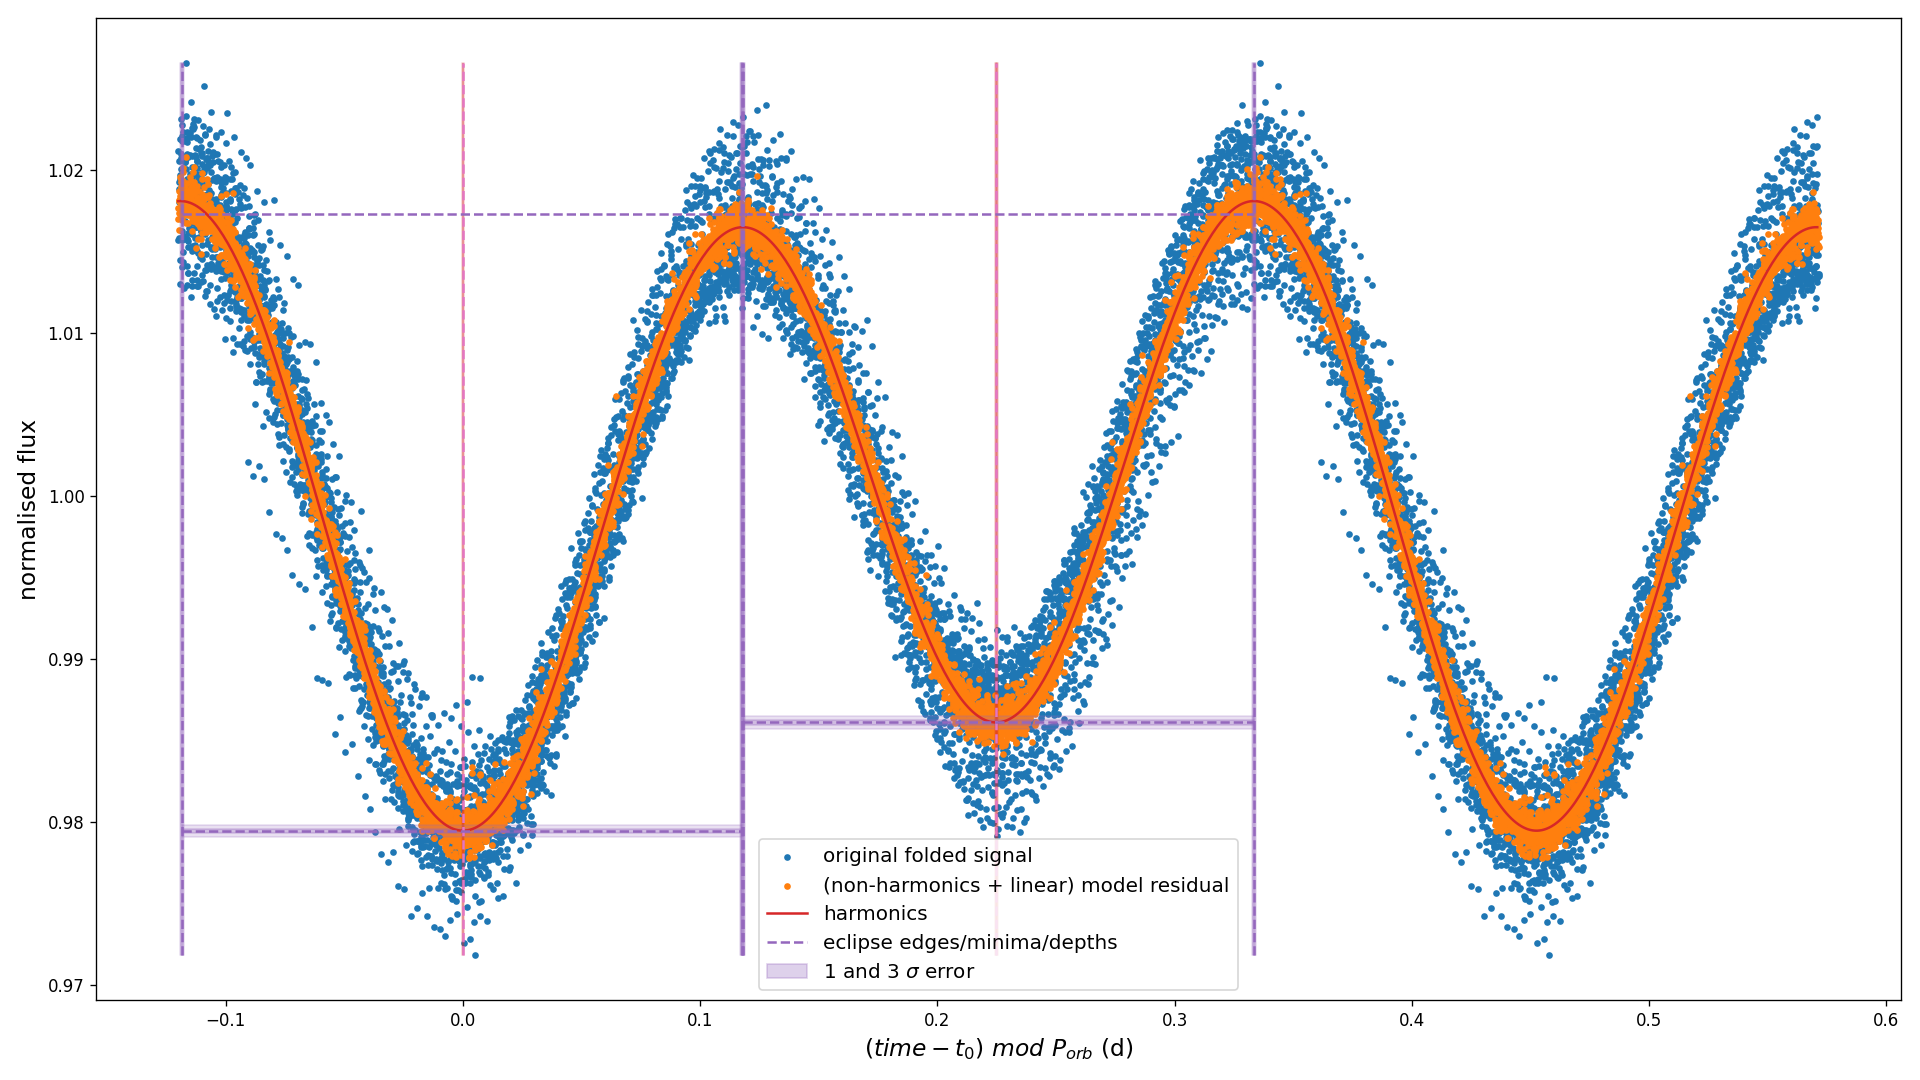 normalised flux
1.02
1.01
1.00
0.99
0.98
0.97
original folded signal
(non-harmonics + linear) model residual
harmonics
eclipse edges/minima/depths
1 and 3 σ error
−0.1
0.0
0.1
0.2
0.3
0.4
0.5
0.6
(time − t₀) mod Pₒᵣb (d)